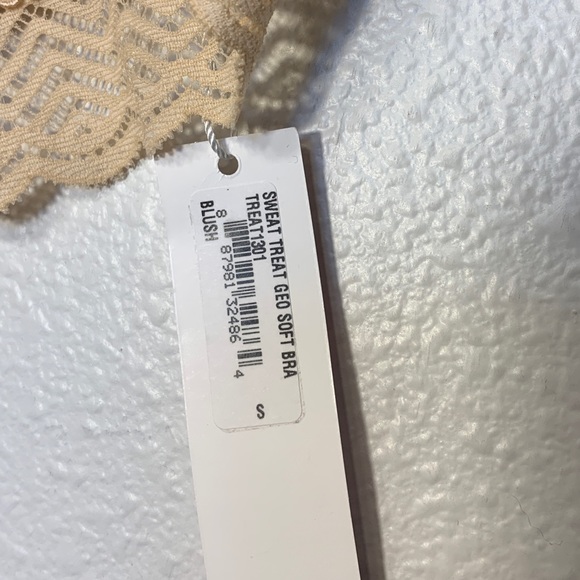 SWEAT TREAT GEO SOFT BRA
TREAT1301
BLUSH
8 87981 32486 4
S